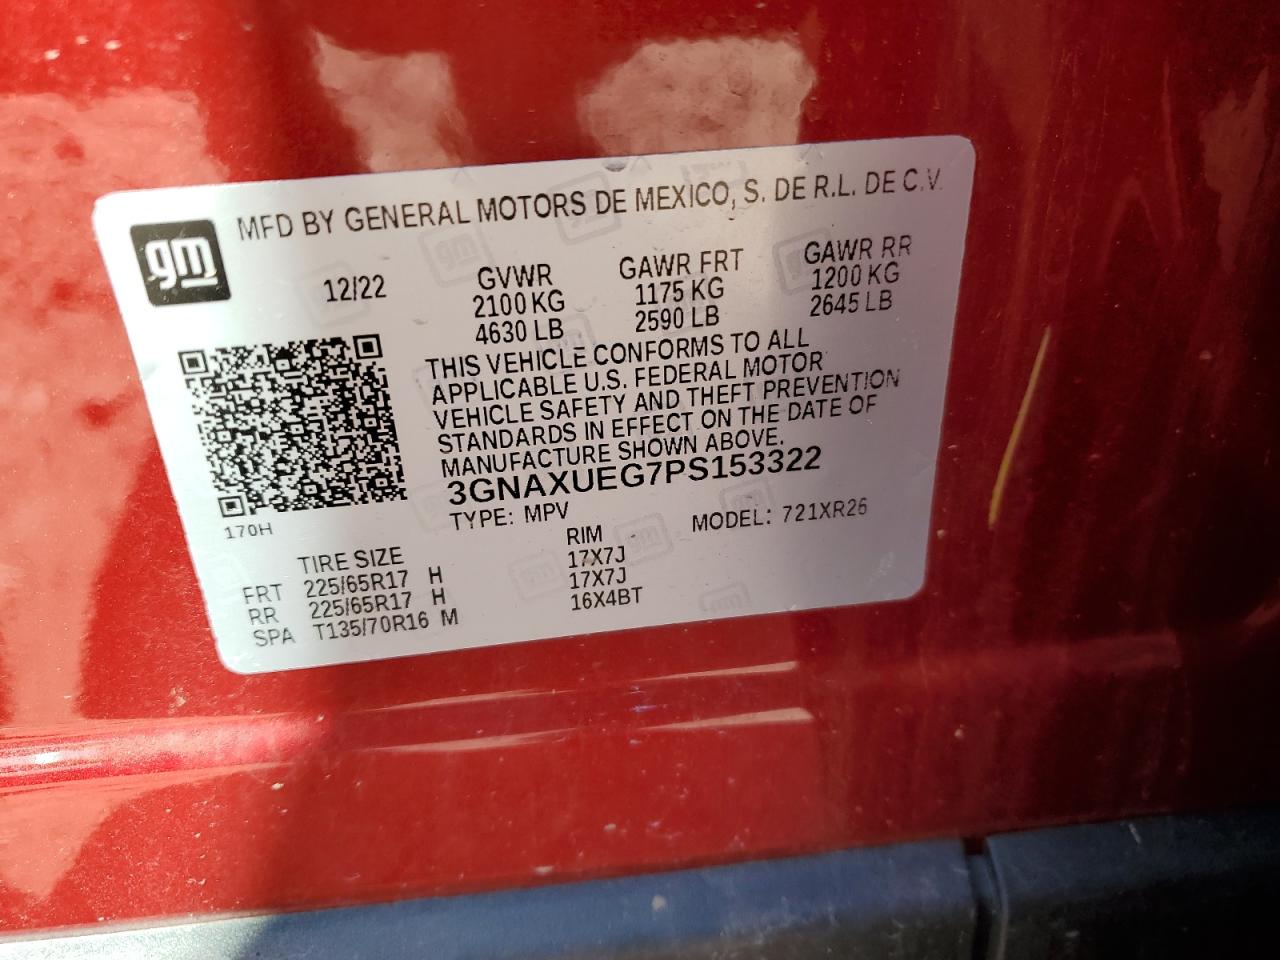 gm
MFD BY GENERAL MOTORS DE MEXICO, S. DE R.L. DE C.V.
12/22
GVWR
2100 KG
4630 LB
GAWR FRT
1175 KG
2590 LB
GAWR RR
1200 KG
2645 LB
THIS VEHICLE CONFORMS TO ALL
APPLICABLE U.S. FEDERAL MOTOR
VEHICLE SAFETY AND THEFT PREVENTION
STANDARDS IN EFFECT ON THE DATE OF
MANUFACTURE SHOWN ABOVE.
3GNAXUEG7PS153322
TYPE: MPV
MODEL: 721XR26
170H
TIRE SIZE RIM
FRT 225/65R17 H 17X7J
RR 225/65R17 H 17X7J
SPA T135/70R16 M 16X4BT